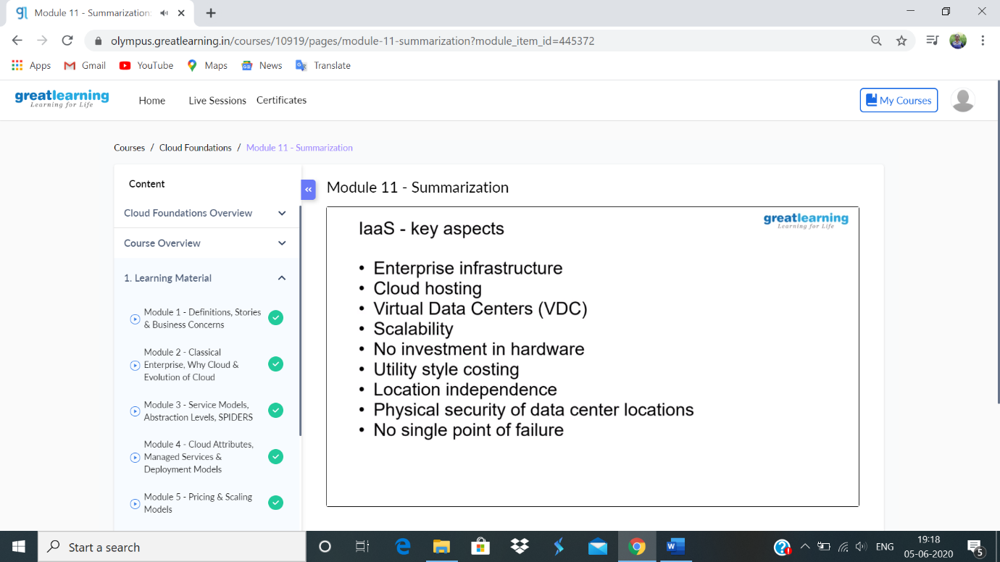 Module 11 - Summarization:
olympus.greatlearning.in/courses/10919/pages/module-11-summarization?module_item_id=445372
Apps Gmail YouTube Maps News Translate
greatlearning
Learning for Life
Home Live Sessions Certificates
My Courses
Courses / Cloud Foundations / Module 11 - Summarization
Content
Cloud Foundations Overview
Course Overview
1. Learning Material
Module 1 - Definitions, Stories
& Business Concerns
Module 2 - Classical
Enterprise, Why Cloud &
Evolution of Cloud
Module 3 - Service Models,
Abstraction Levels, SPIDERS
Module 4 - Cloud Attributes,
Managed Services &
Deployment Models
Module 5 - Pricing & Scaling
Models
Module 11 - Summarization
greatlearning
Learning for Life
IaaS - key aspects
• Enterprise infrastructure
• Cloud hosting
• Virtual Data Centers (VDC)
• Scalability
• No investment in hardware
• Utility style costing
• Location independence
• Physical security of data center locations
• No single point of failure
Start a search
ENG
19:18
05-06-2020
5